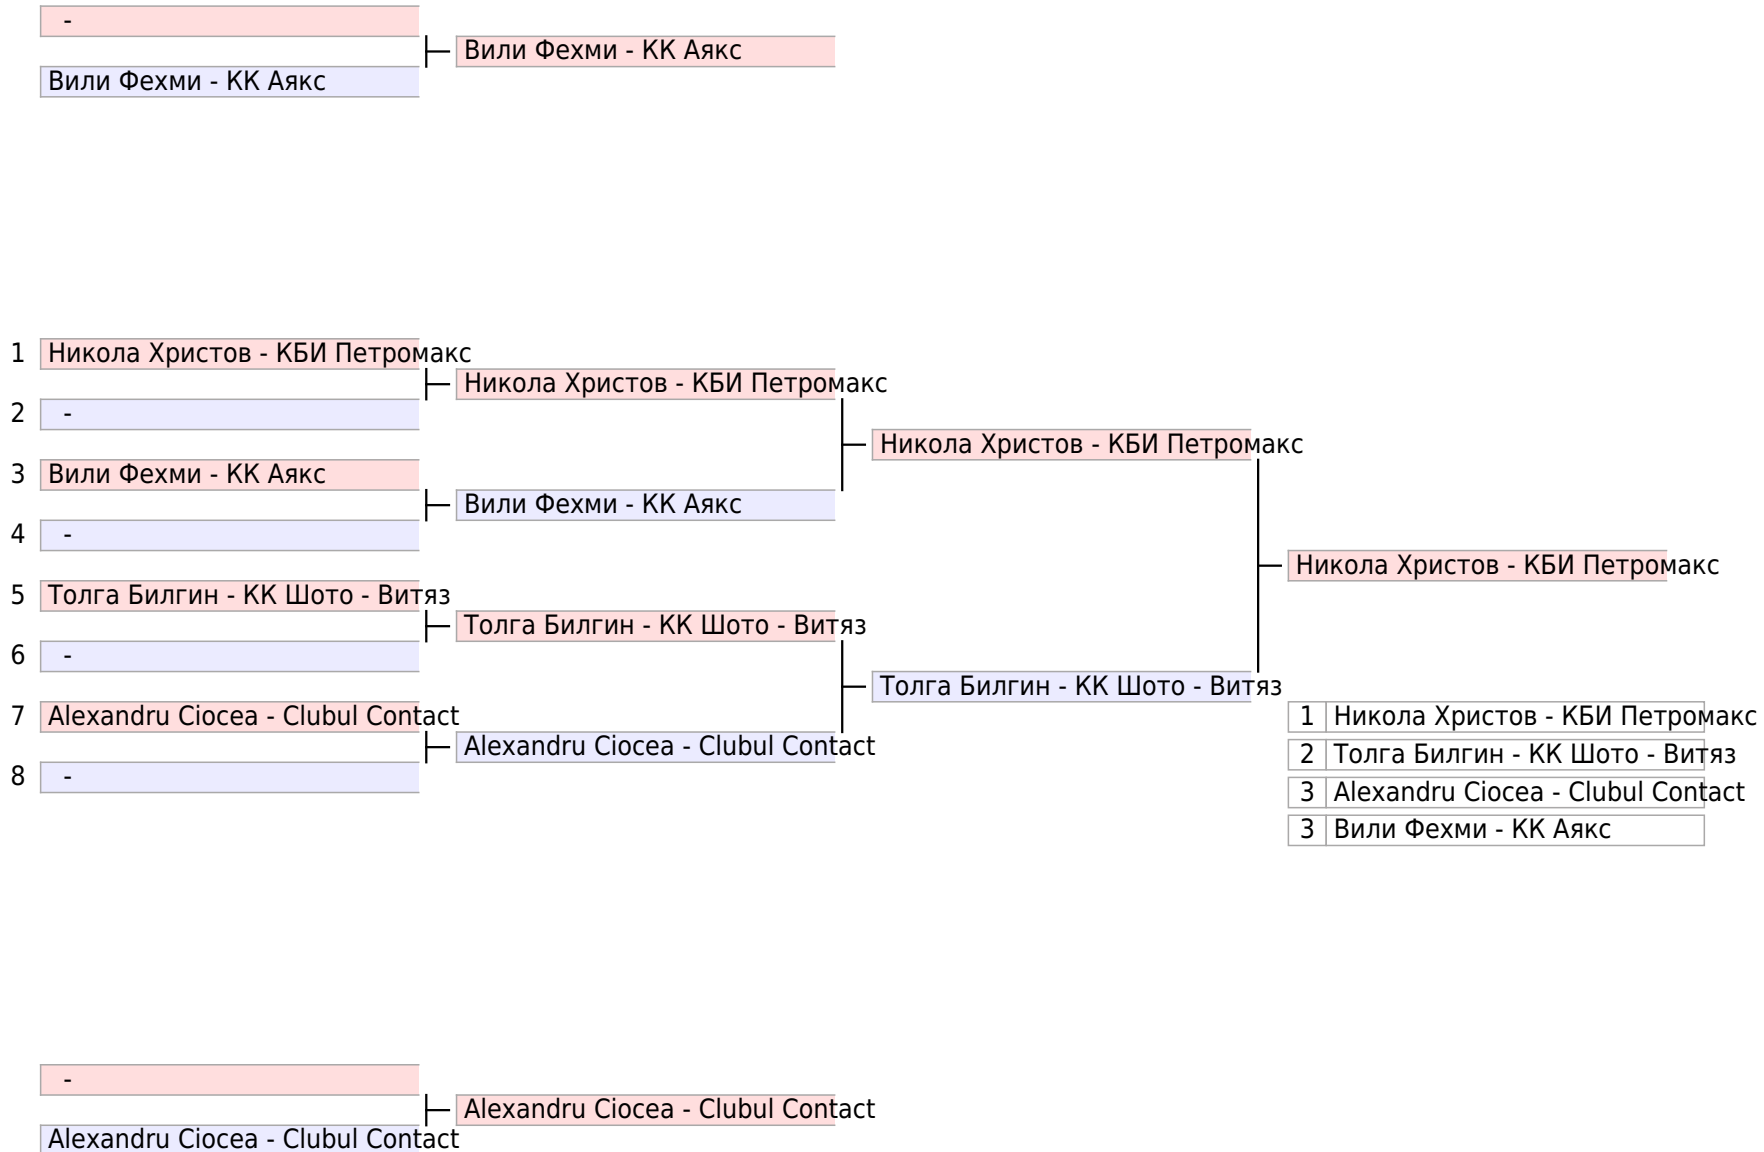 -
Вили Фехми - КК Аякс
Вили Фехми - КК Аякс
1 Никола Христов - КБИ Петромакс
Никола Христов - КБИ Петромакс
2 -
Никола Христов - КБИ Петромакс
3 Вили Фехми - КК Аякс
Вили Фехми - КК Аякс
4 -
Никола Христов - КБИ Петромакс
5 Толга Билгин - КК Шото - Витяз
Толга Билгин - КК Шото - Витяз
6 -
Толга Билгин - КК Шото - Витяз
7 Alexandru Ciocea - Clubul Contact
Alexandru Ciocea - Clubul Contact
8 -
1 Никола Христов - КБИ Петромакс
2 Толга Билгин - КК Шото - Витяз
3 Alexandru Ciocea - Clubul Contact
3 Вили Фехми - КК Аякс
-
Alexandru Ciocea - Clubul Contact
Alexandru Ciocea - Clubul Contact